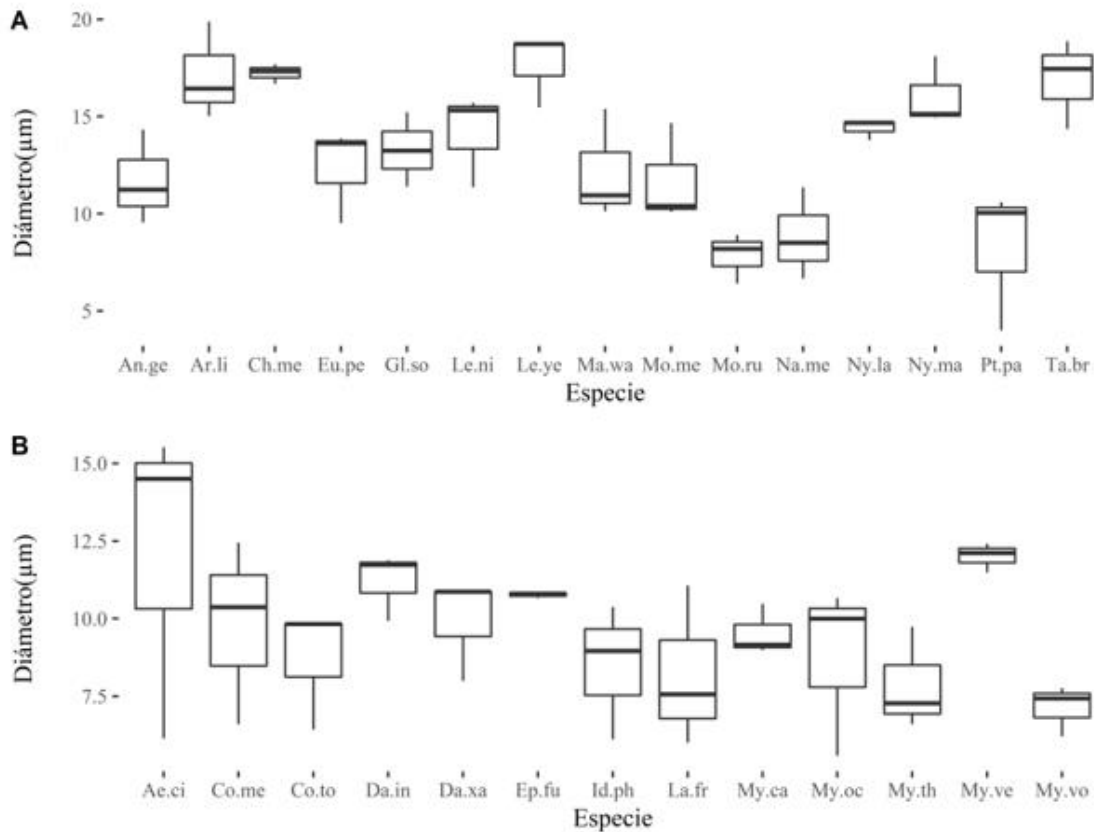 A
Diámetro(µm)
20
15
10
5
An.ge Ar.li Ch.me Eu.pe Gl.so Le.ni Le.ye Ma.wa Mo.me Mo.ru Na.me Ny.la Ny.ma Pt.pa Ta.br
Especie
B
Diámetro(µm)
15.0
12.5
10.0
7.5
Ae.ci Co.me Co.to Da.in Da.xa Ep.fu Id.ph La.fr My.ca My.oc My.th My.ve My.vo
Especie